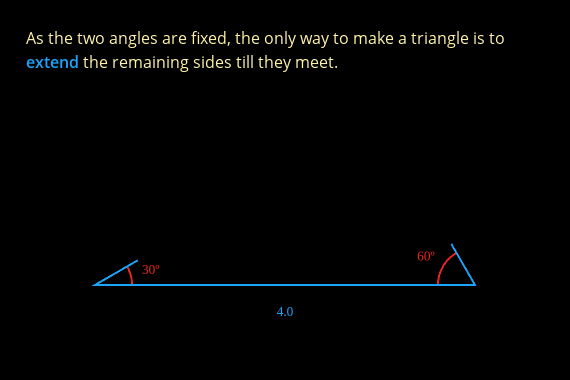 As the two angles are fixed, the only way to make a triangle is to
extend the remaining sides till they meet.
60º
30º
4.0